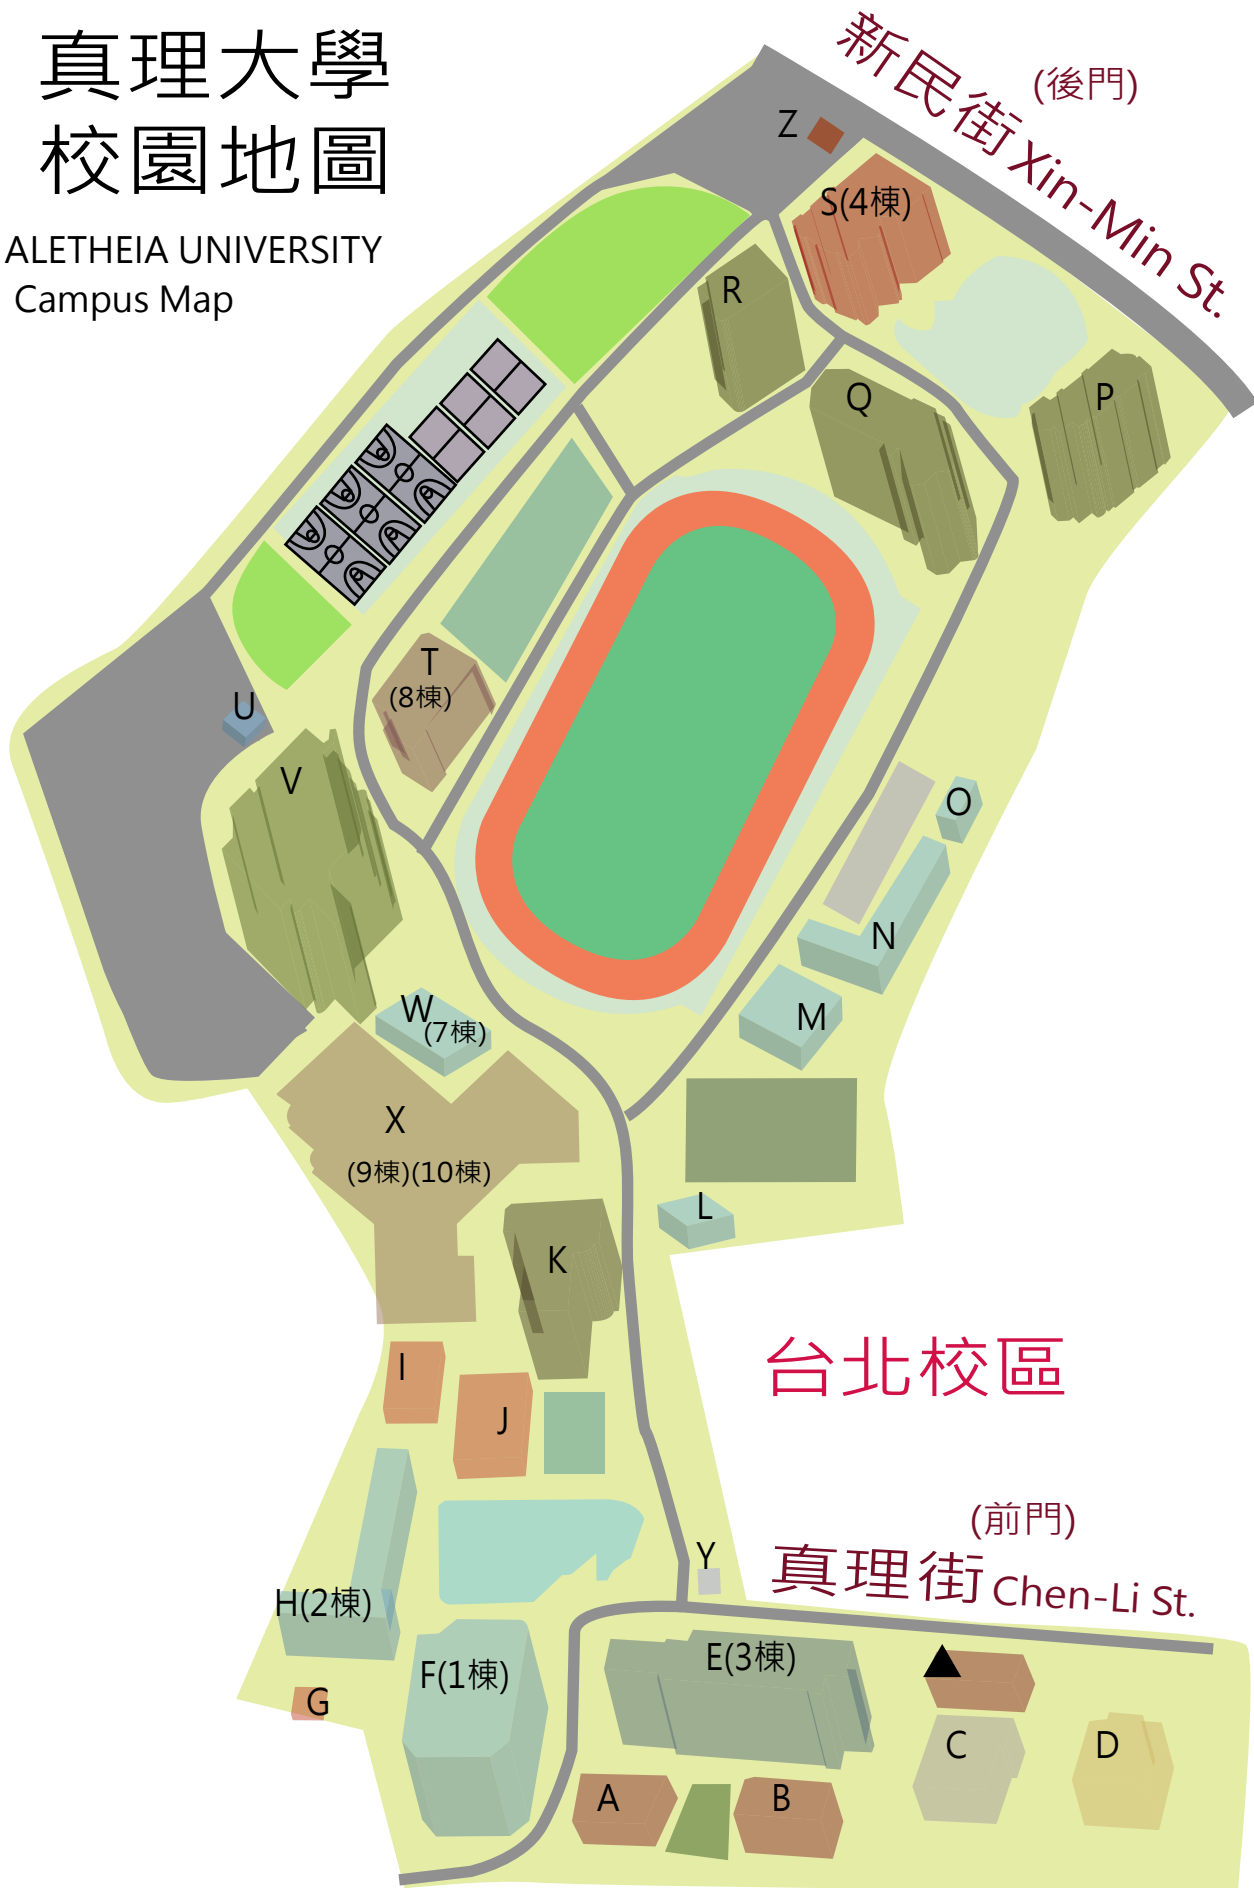 真理大學
校園地圖
ALETHEIA UNIVERSITY
Campus Map
新民街 Xin-Min St.
(後門)
Z
S(4棟)
R
Q
P
T
(8棟)
U
V
O
N
W
(7棟)
M
X
(9棟)(10棟)
L
K
I
J
台北校區
(前門)
真理街 Chen-Li St.
Y
H(2棟)
E(3棟)
F(1棟)
G
C
D
A
B